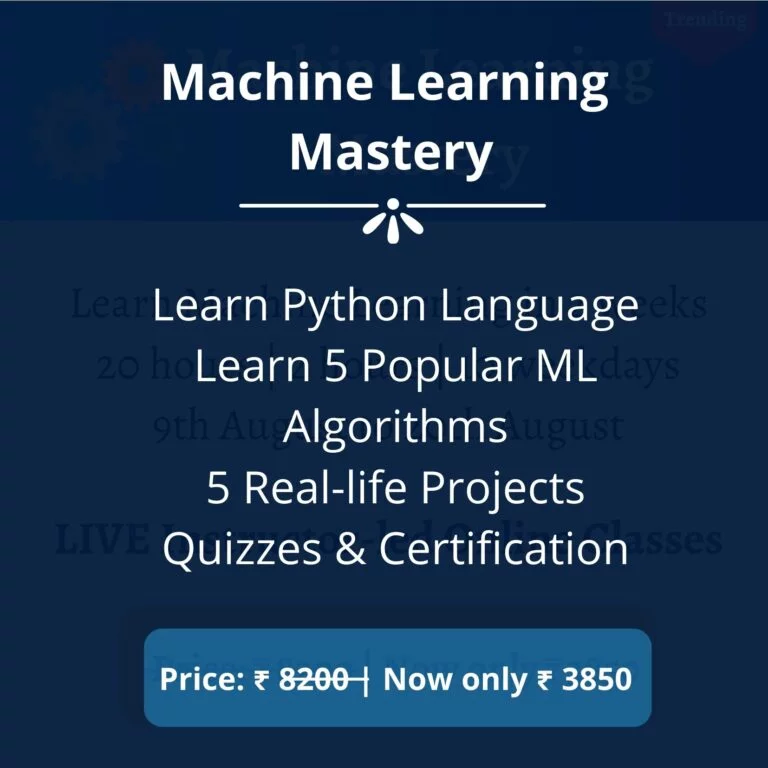 Trending
Machine Learning
Mastery
Learn Python Language
Learn 5 Popular ML
Algorithms
5 Real-life Projects
Quizzes & Certification
Price: ₹ 8200 | Now only ₹ 3850